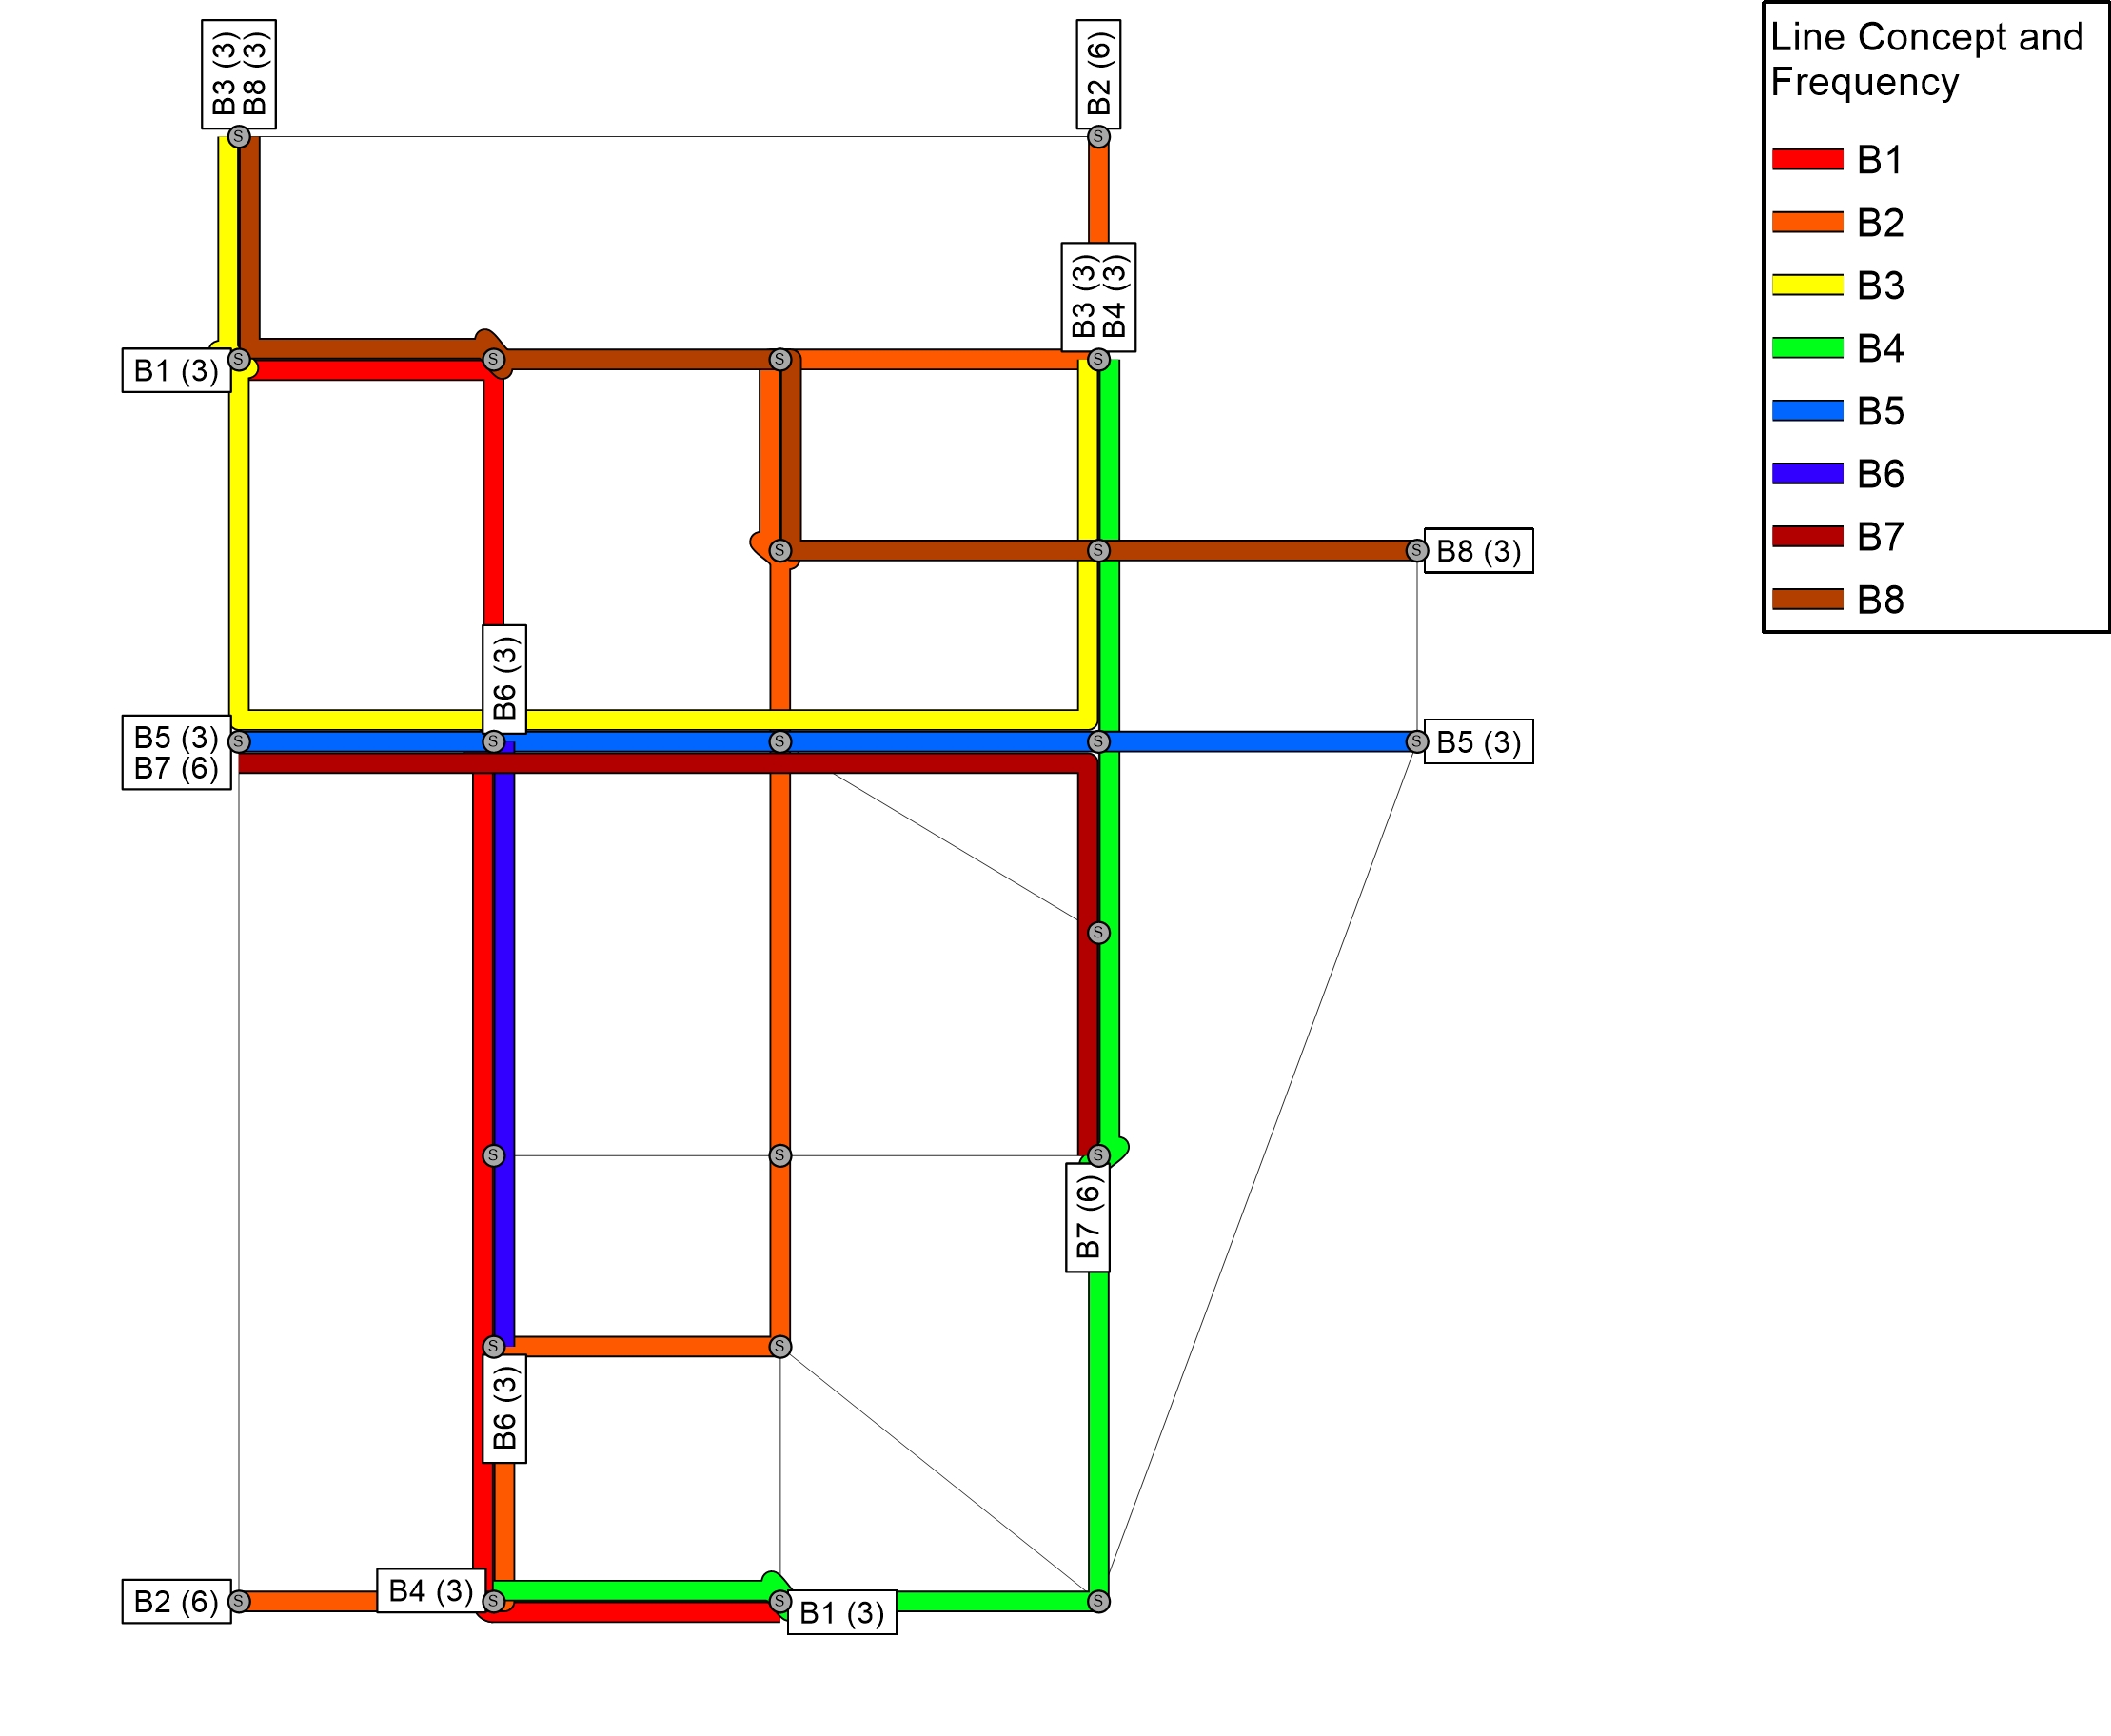 B3 (3)
B8 (3)
B2 (6)
Line Concept and
Frequency
B1
B2
B3
B4
B5
B6
B7
B8
B3 (3)
B4 (3)
B1 (3)
S
S
S
S
S
S
B8 (3)
S
S
S
B6 (3)
B5 (3)
B7 (6)
S
S
S
S
S
B5 (3)
S
S
S
S
B7 (6)
S
S
B6 (3)
B2 (6)
S
B4 (3)
S
S
B1 (3)
S